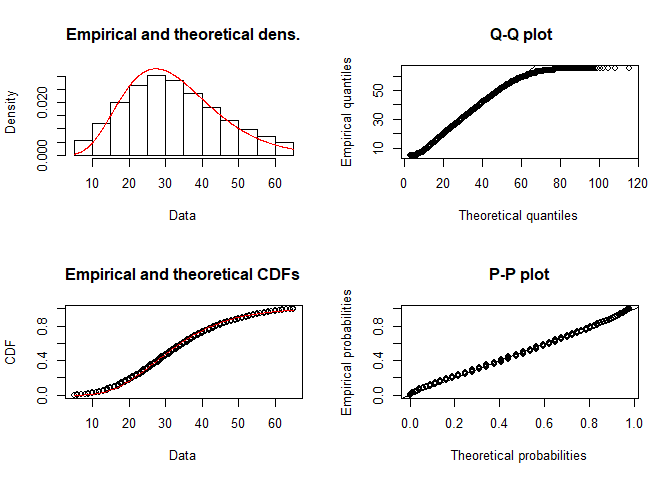 Empirical and theoretical dens.
Density
0.000
0.020
10 20 30 40 50 60
Data
Q-Q plot
Empirical quantiles
10 30 50
0 20 40 60 80 100 120
Theoretical quantiles
Empirical and theoretical CDFs
CDF
0.0 0.4 0.8
10 20 30 40 50 60
Data
P-P plot
Empirical probabilities
0.0 0.4 0.8
0.0 0.2 0.4 0.6 0.8 1.0
Theoretical probabilities